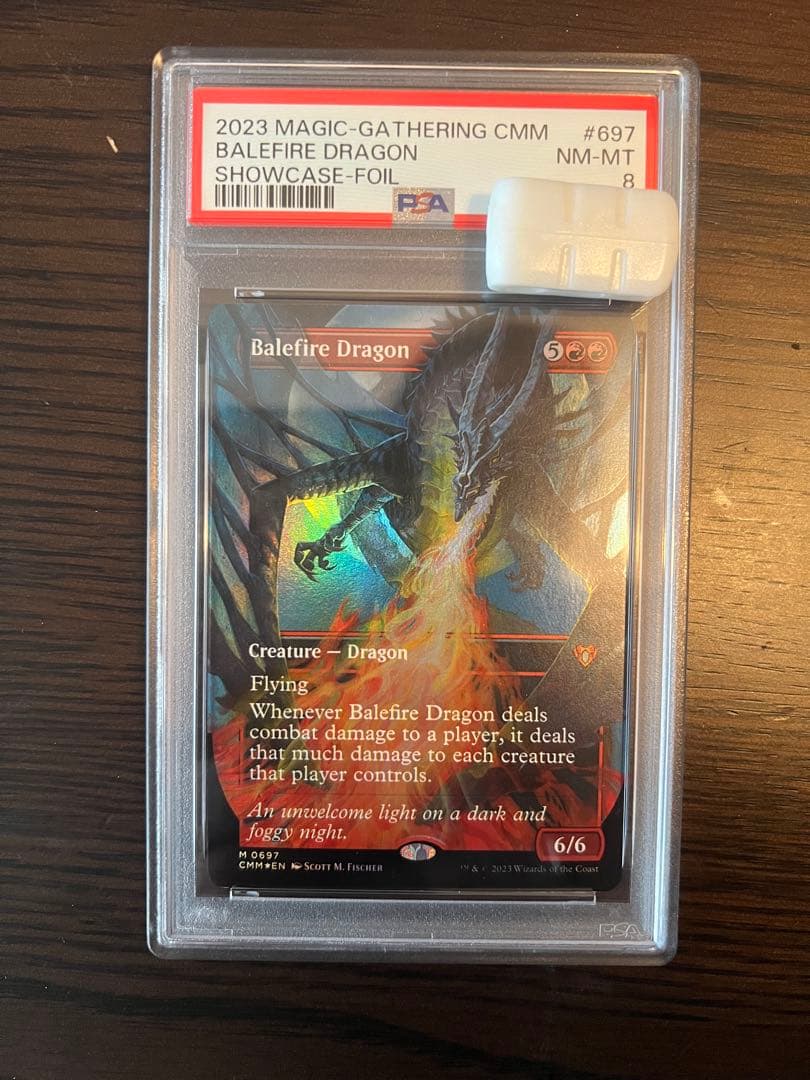 2023 MAGIC-GATHERING CMM #697
BALEFIRE DRAGON NM-MT
SHOWCASE-FOIL 8
PSA
Balefire Dragon 5
Creature — Dragon
Flying
Whenever Balefire Dragon deals
combat damage to a player, it deals
that much damage to each creature
that player controls.
An unwelcome light on a dark and
foggy night.
6/6
M 0697
CMM★EN Scott M. Fischer ™ & © 2023 Wizards of the Coast
PSA